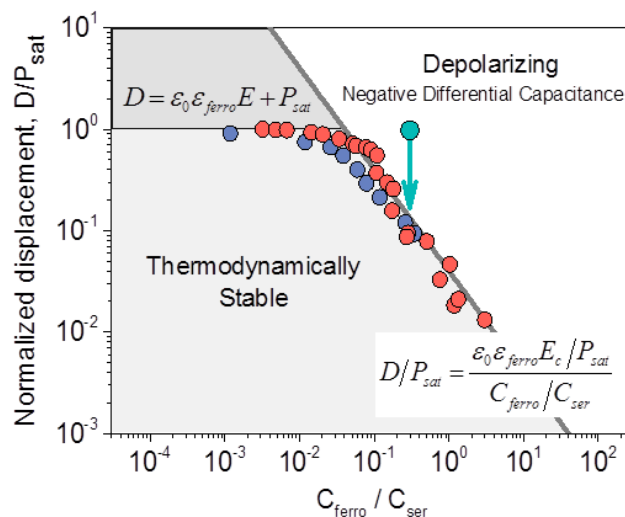 Normalized displacement, D/P_sat
10^1
10^0
10^-1
10^-2
10^-3
D = ε_0 ε_ferro E + P_sat
Depolarizing
Negative Differential Capacitance
Thermodynamically
Stable
D/P_sat = (ε_0 ε_ferro E_c / P_sat) / (C_ferro / C_ser)
10^-4 10^-3 10^-2 10^-1 10^0 10^1 10^2
C_ferro / C_ser